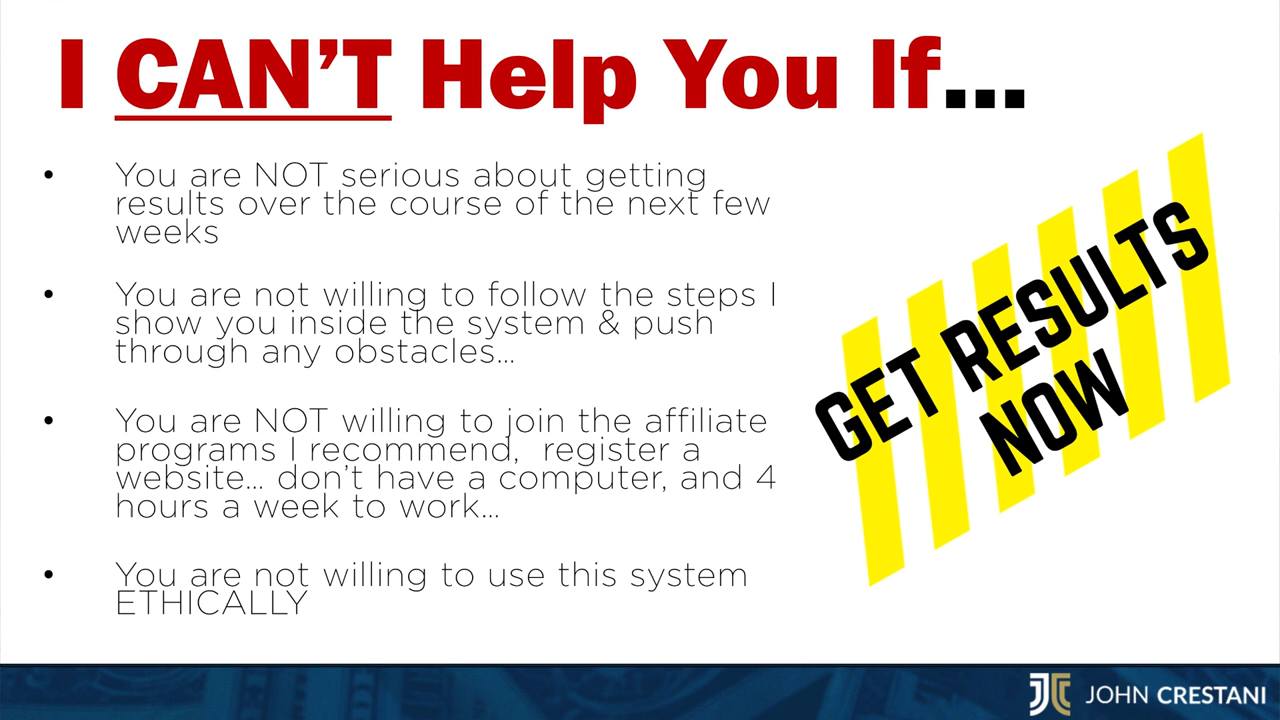 I CAN'T Help You If...
• You are NOT serious about getting
results over the course of the next few
weeks
• You are not willing to follow the steps I
show you inside the system & push
through any obstacles...
• You are NOT willing to join the affiliate
programs I recommend,  register a
website... don't have a computer, and 4
hours a week to work...
• You are not willing to use this system
ETHICALLY
GET RESULTS
NOW
JC JOHN CRESTANI